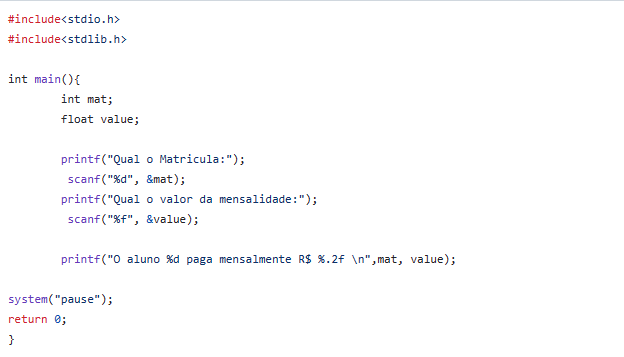 #include<stdio.h>
#include<stdlib.h>
int main(){
int mat;
float value;
printf("Qual o Matricula:");
scanf("%d", &mat);
printf("Qual o valor da mensalidade:");
scanf("%f", &value);
printf("O aluno %d paga mensalmente R$ %.2f \n",mat, value);
system("pause");
return 0;
}